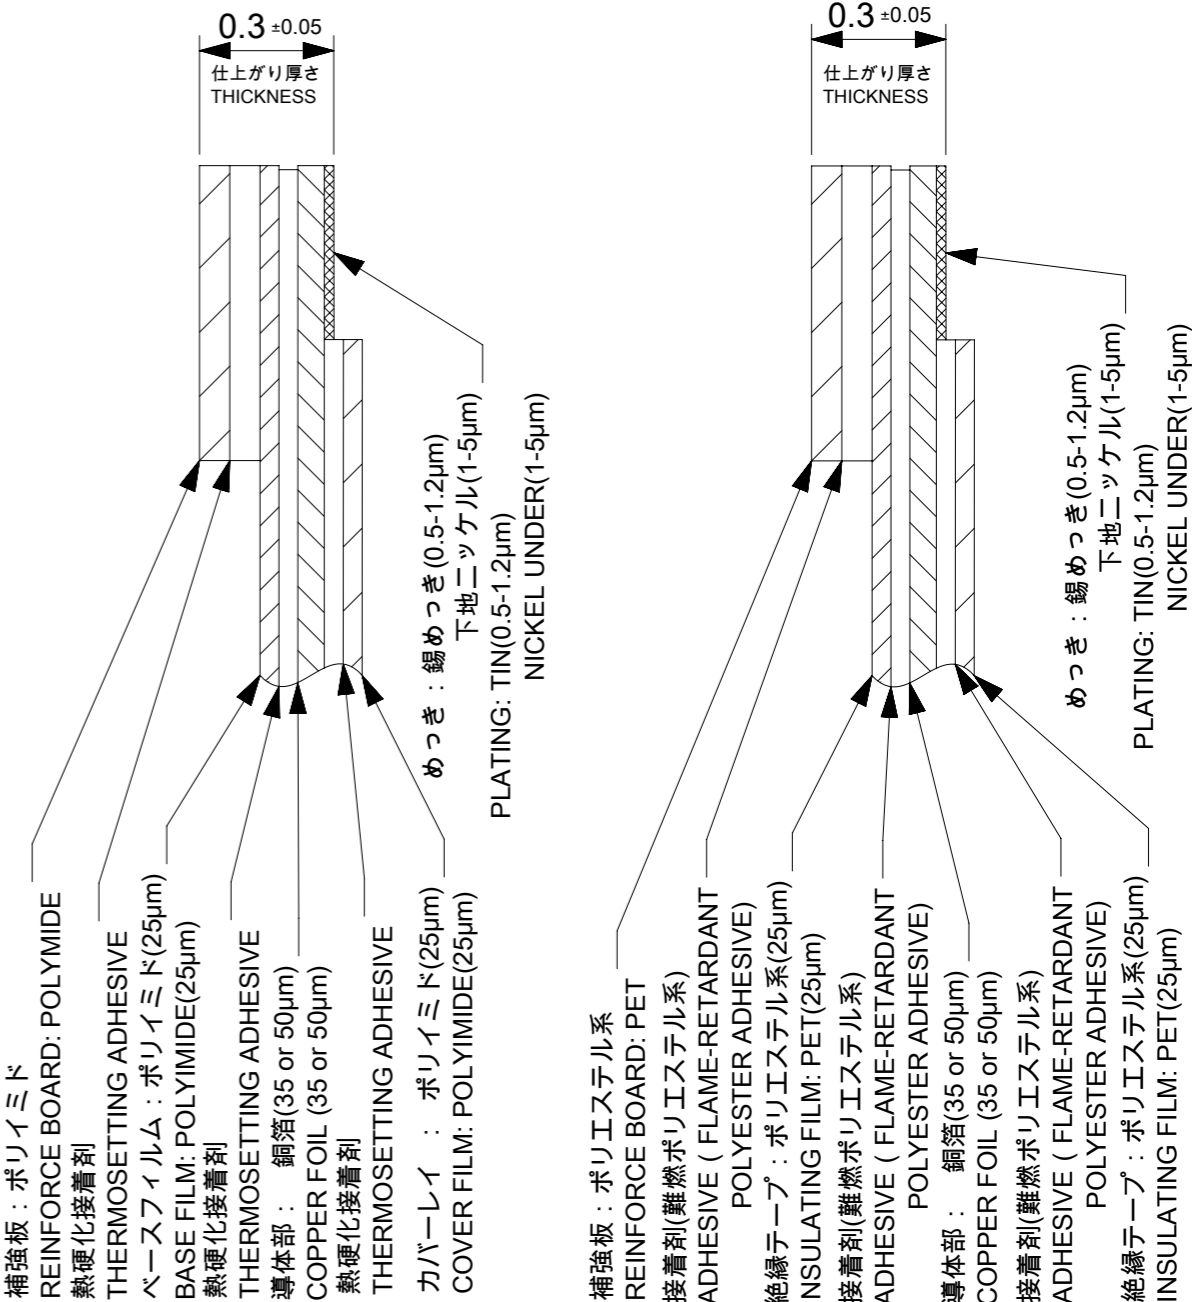 0.3 ±0.05
仕上がり厚さ
THICKNESS
めっき：錫めっき(0.5-1.2µm)
下地ニッケル(1-5µm)
PLATING: TIN(0.5-1.2µm)
NICKEL UNDER(1-5µm)
補強板：ポリイミド
REINFORCE BOARD: POLYMIDE
熱硬化接着剤
THERMOSETTING ADHESIVE
ベースフィルム：ポリイミド(25µm)
BASE FILM: POLYIMIDE(25µm)
熱硬化接着剤
THERMOSETTING ADHESIVE
導体部： 銅箔(35 or 50µm)
COPPER FOIL (35 or 50µm)
熱硬化接着剤
THERMOSETTING ADHESIVE
カバーレイ ： ポリイミド(25µm)
COVER FILM: POLYIMIDE(25µm)
0.3 ±0.05
仕上がり厚さ
THICKNESS
めっき：錫めっき(0.5-1.2µm)
下地ニッケル(1-5µm)
PLATING: TIN(0.5-1.2µm)
NICKEL UNDER(1-5µm)
補強板：ポリエステル系
REINFORCE BOARD: PET
接着剤(難燃ポリエステル系)
ADHESIVE ( FLAME-RETARDANT
POLYESTER ADHESIVE)
絶縁テープ：ポリエステル系(25µm)
NSULATING FILM: PET(25µm)
接着剤(難燃ポリエステル系)
ADHESIVE ( FLAME-RETARDANT
POLYESTER ADHESIVE)
導体部： 銅箔(35 or 50µm)
COPPER FOIL (35 or 50µm)
接着剤(難燃ポリエステル系)
ADHESIVE ( FLAME-RETARDANT
POLYESTER ADHESIVE)
絶縁テープ：ポリエステル系(25µm)
INSULATING FILM: PET(25µm)